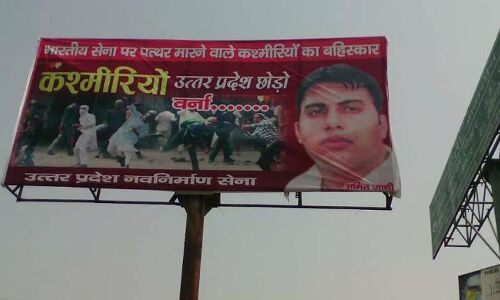 भारतीय सेना पर पत्थर मारने वाले कश्मीरियों का बहिस्कार
कश्मीरियों उत्तर प्रदेश छोड़ो
वर्ना.......
उत्तर प्रदेश नवनिर्माण सेना
अमित जानी